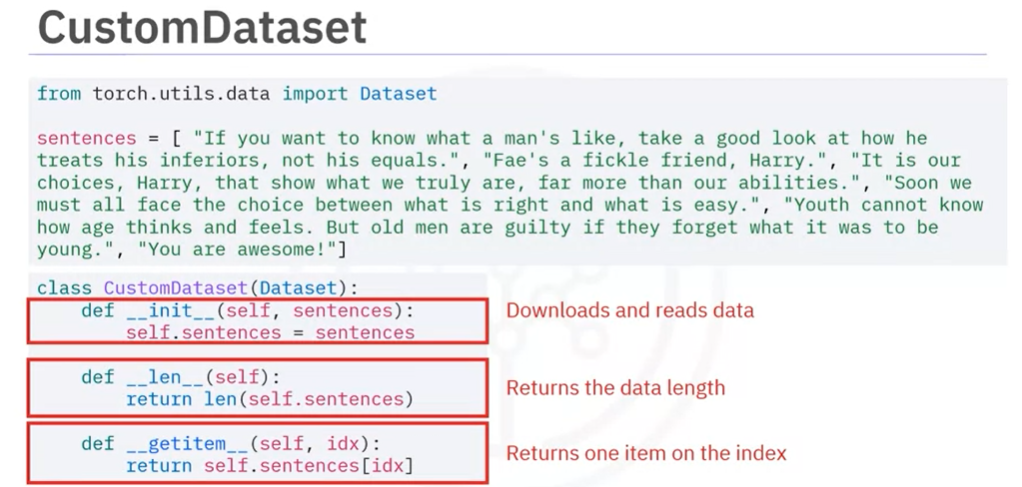 CustomDataset
from torch.utils.data import Dataset
sentences = [ "If you want to know what a man's like, take a good look at how he
treats his inferiors, not his equals.", "Fae's a fickle friend, Harry.", "It is our
choices, Harry, that show what we truly are, far more than our abilities.", "Soon we
must all face the choice between what is right and what is easy.", "Youth cannot know
how age thinks and feels. But old men are guilty if they forget what it was to be
young.", "You are awesome!"]
class CustomDataset(Dataset):
    def __init__(self, sentences):
        self.sentences = sentences
Downloads and reads data
    def __len__(self):
        return len(self.sentences)
Returns the data length
    def __getitem__(self, idx):
        return self.sentences[idx]
Returns one item on the index